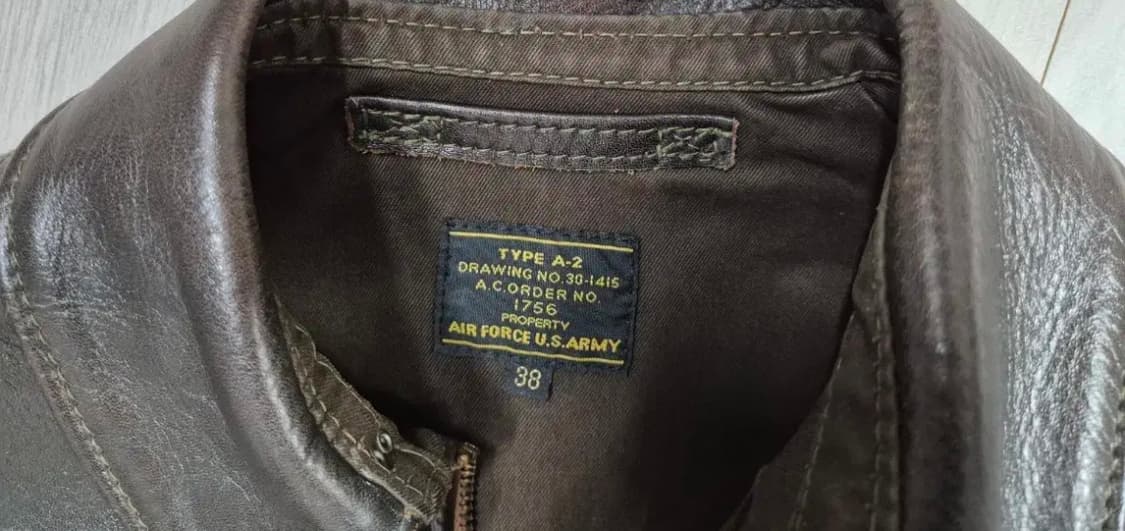 TYPE A-2
DRAWING NO.30-1415
A.C.ORDER NO.
1756
PROPERTY
AIR FORCE U.S.ARMY
38